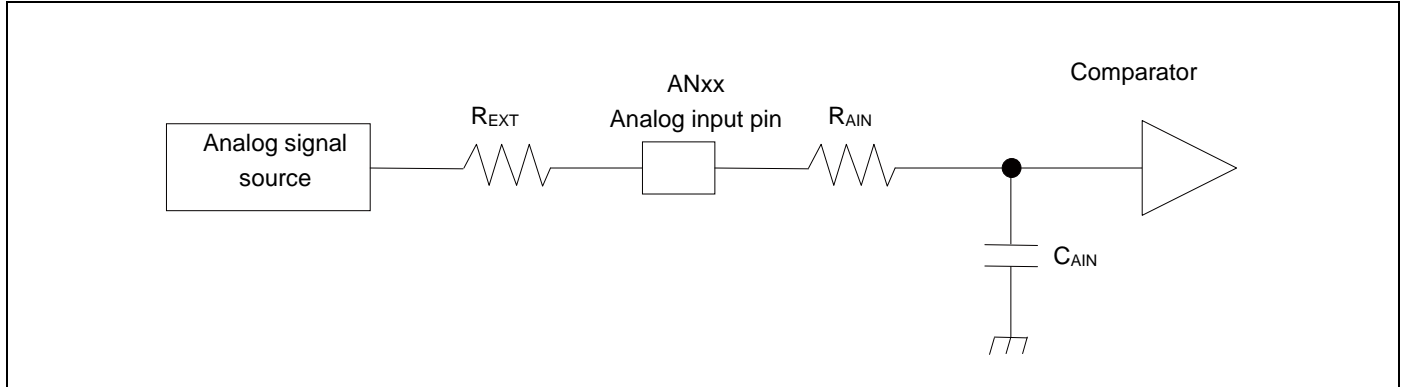 Comparator
ANxx
Analog input pin
REXT
RAIN
Analog signal
source
CAIN